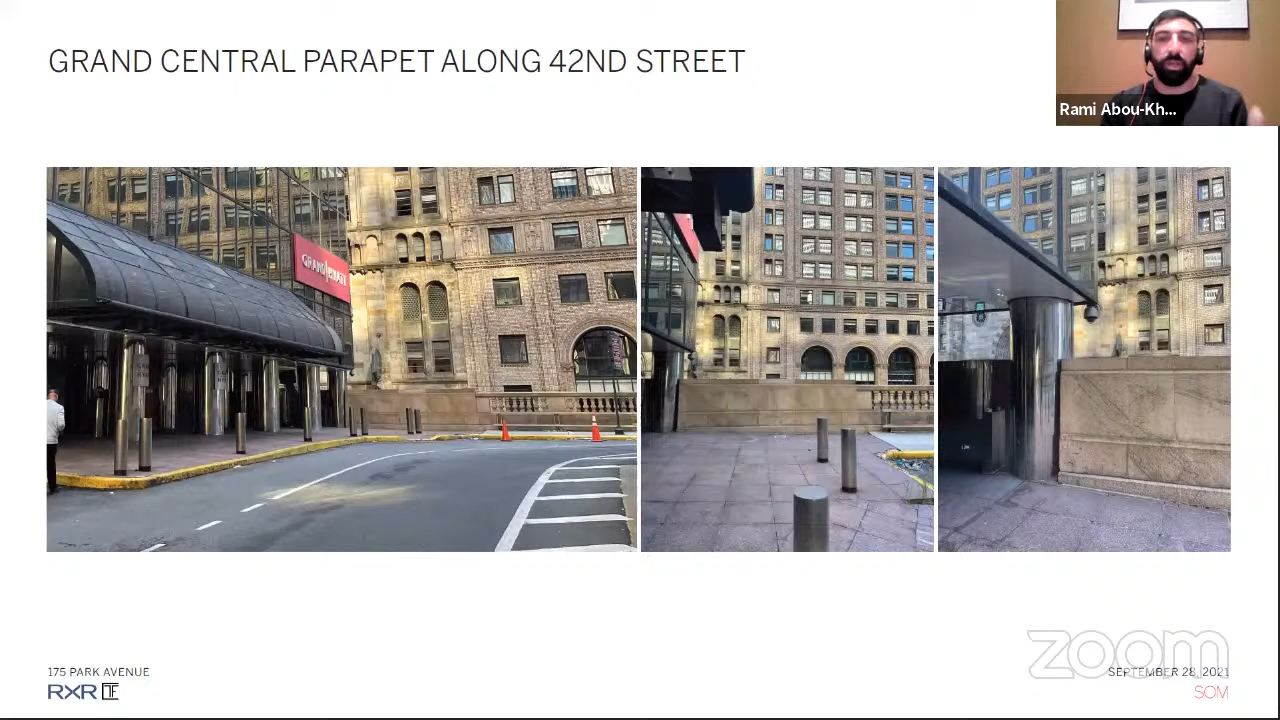 GRAND CENTRAL PARAPET ALONG 42ND STREET
Rami Abou-Kh...
GRAND HYATT
175 PARK AVENUE
RXR TF
zoom
SEPTEMBER 28, 2021
SOM